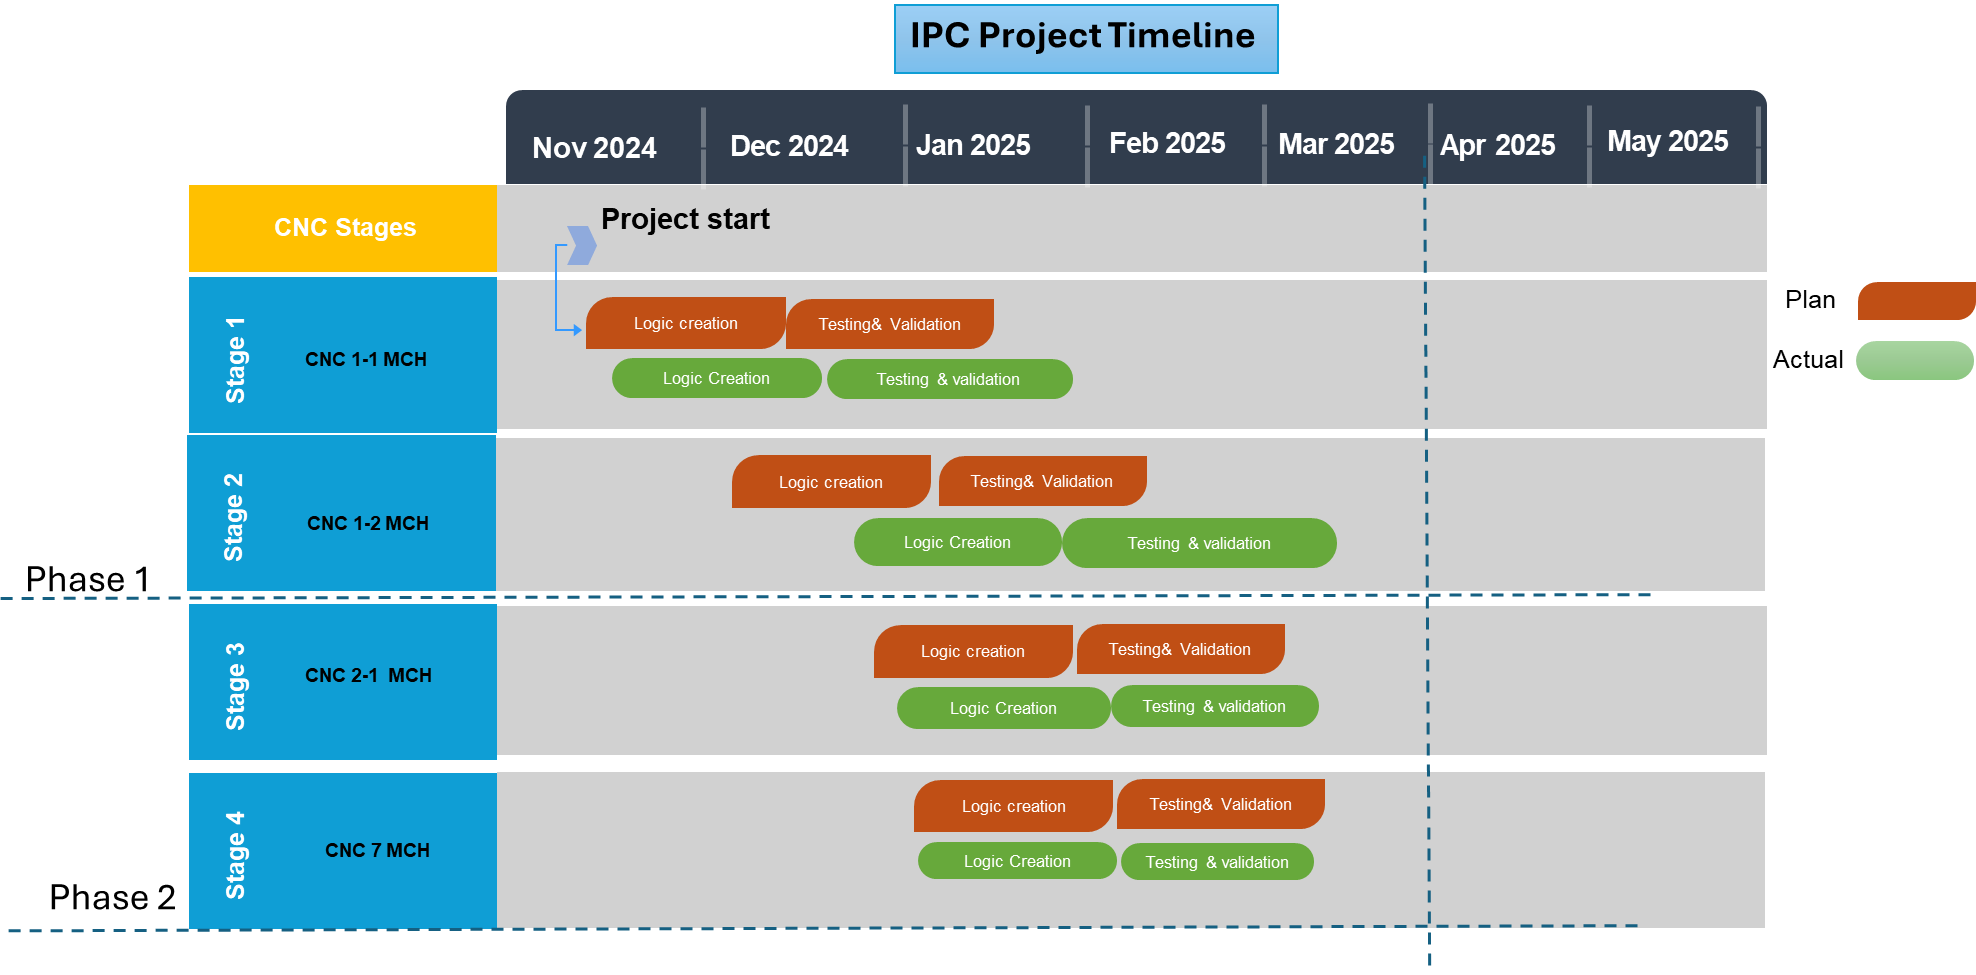 IPC Project Timeline
Nov 2024
Dec 2024
Jan 2025
Feb 2025
Mar 2025
Apr 2025
May 2025
CNC Stages
Project start
Plan
Actual
Stage 1
CNC 1-1 MCH
Logic creation
Testing& Validation
Logic Creation
Testing & validation
Stage 2
CNC 1-2 MCH
Logic creation
Testing& Validation
Logic Creation
Testing & validation
Phase 1
Stage 3
CNC 2-1 MCH
Logic creation
Testing& Validation
Logic Creation
Testing & validation
Stage 4
CNC 7 MCH
Logic creation
Testing& Validation
Logic Creation
Testing & validation
Phase 2